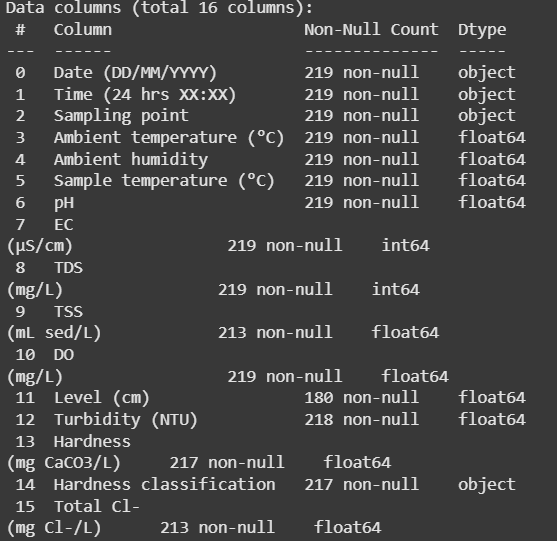 Data columns (total 16 columns):
 #   Column                    Non-Null Count  Dtype
---  ------                    --------------  -----
 0   Date (DD/MM/YYYY)         219 non-null    object
 1   Time (24 hrs XX:XX)       219 non-null    object
 2   Sampling point            219 non-null    object
 3   Ambient temperature (°C)  219 non-null    float64
 4   Ambient humidity          219 non-null    float64
 5   Sample temperature (°C)   219 non-null    float64
 6   pH                        219 non-null    float64
 7   EC
(µS/cm)                 219 non-null    int64
 8   TDS
(mg/L)                 219 non-null    int64
 9   TSS
(mL sed/L)             213 non-null    float64
 10  DO
(mg/L)                  219 non-null    float64
 11  Level (cm)                180 non-null    float64
 12  Turbidity (NTU)           218 non-null    float64
 13  Hardness
(mg CaCO3/L)      217 non-null    float64
 14  Hardness classification   217 non-null    object
 15  Total Cl-
(mg Cl-/L)       213 non-null    float64